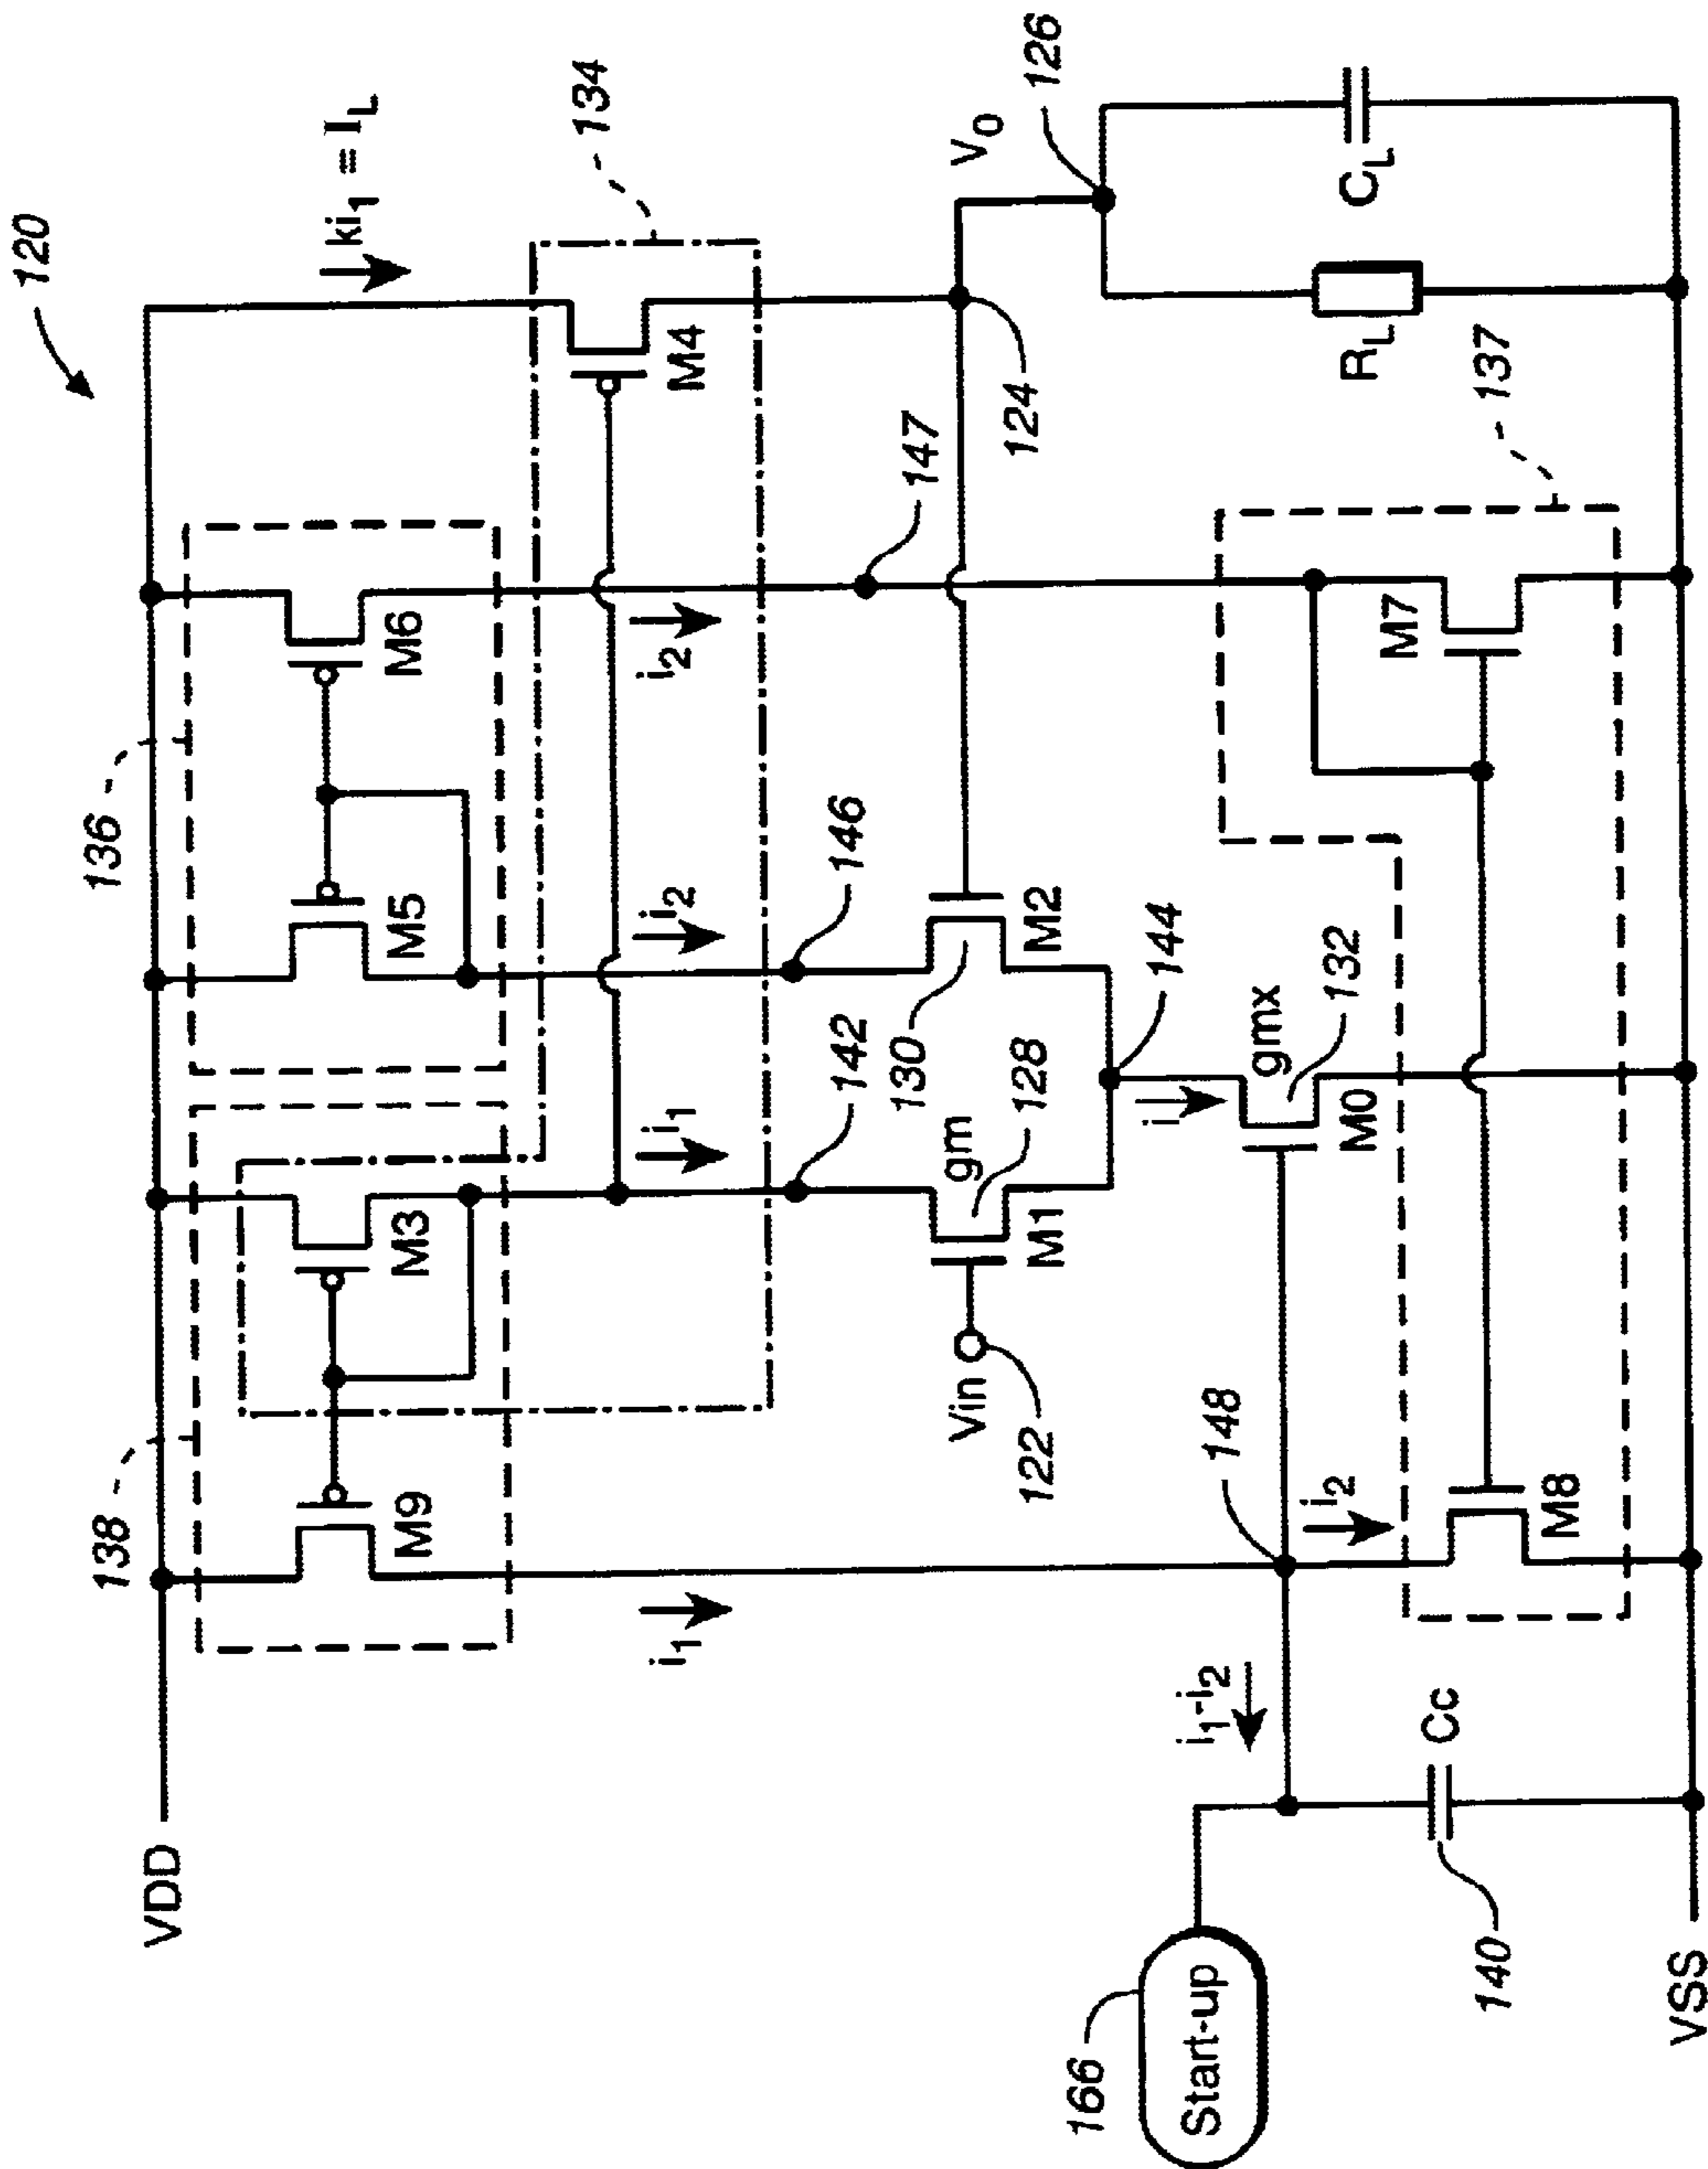 120
ki1 = IL
134
136
138
M9
M3
M5
M6
M4
i1
i1
i2
i2
142
146
147
V0
126
Vin
122
gm
128
M1
130
M2
124
144
i
gmx
132
M0
RL
CL
137
148
i1-i2
i2
M8
M7
166
Start-up
140
Cc
VDD
VSS